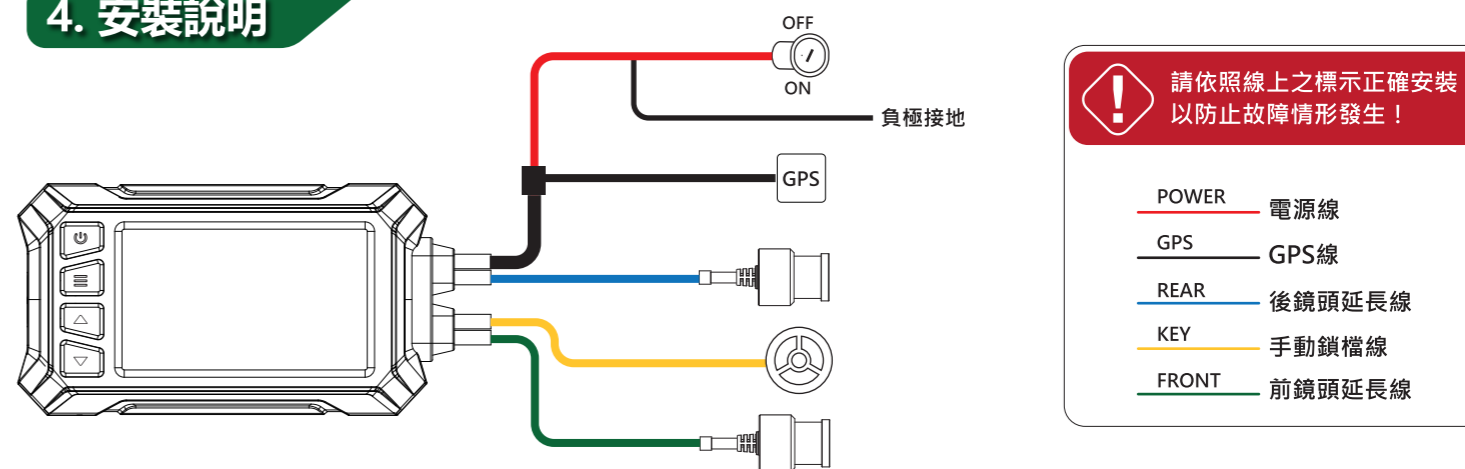 4. 安裝說明
OFF
ON
負極接地
GPS
請依照線上之標示正確安裝
以防止故障情形發生！
POWER 電源線
GPS GPS線
REAR 後鏡頭延長線
KEY 手動鎖檔線
FRONT 前鏡頭延長線